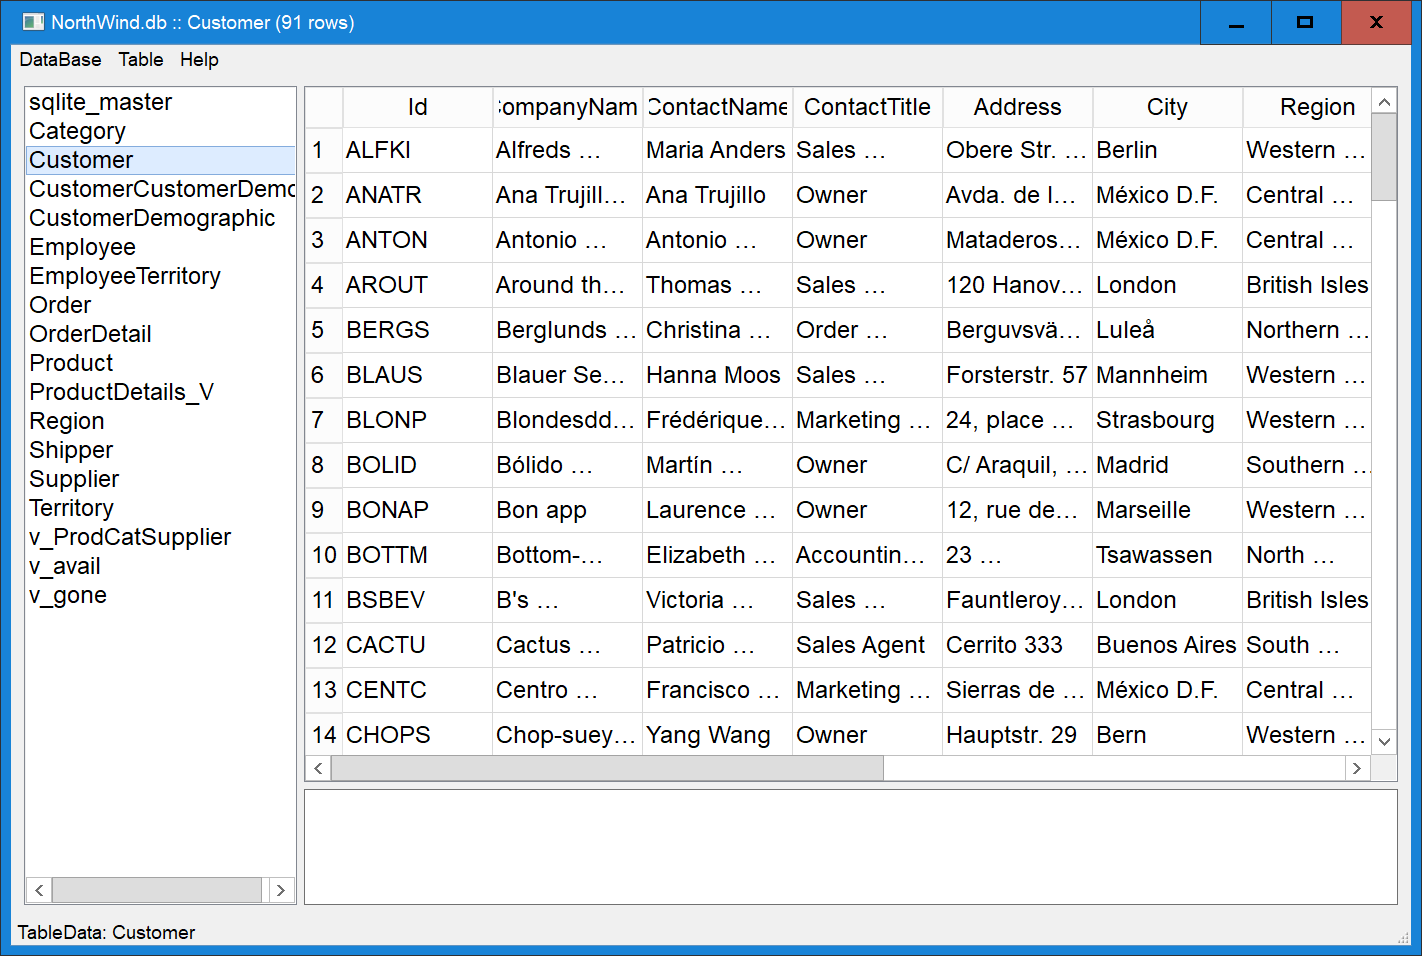 NorthWind.db :: Customer (91 rows)
DataBase Table Help
sqlite_master
Category
Customer
CustomerCustomerDemo
CustomerDemographic
Employee
EmployeeTerritory
Order
OrderDetail
Product
ProductDetails_V
Region
Shipper
Supplier
Territory
v_ProdCatSupplier
v_avail
v_gone
Id CompanyNam ContactName ContactTitle Address City Region
1 ALFKI Alfreds … Maria Anders Sales … Obere Str. … Berlin Western …
2 ANATR Ana Trujill… Ana Trujillo Owner Avda. de l… México D.F. Central …
3 ANTON Antonio … Antonio … Owner Mataderos… México D.F. Central …
4 AROUT Around th… Thomas … Sales … 120 Hanov… London British Isles
5 BERGS Berglunds … Christina … Order … Berguvsvä… Luleå Northern …
6 BLAUS Blauer Se… Hanna Moos Sales … Forsterstr. 57 Mannheim Western …
7 BLONP Blondesdd… Frédérique… Marketing … 24, place … Strasbourg Western …
8 BOLID Bólido … Martín … Owner C/ Araquil, … Madrid Southern …
9 BONAP Bon app Laurence … Owner 12, rue de… Marseille Western …
10 BOTTM Bottom-… Elizabeth … Accountin… 23 … Tsawassen North …
11 BSBEV B's … Victoria … Sales … Fauntleroy… London British Isles
12 CACTU Cactus … Patricio … Sales Agent Cerrito 333 Buenos Aires South …
13 CENTC Centro … Francisco … Marketing … Sierras de … México D.F. Central …
14 CHOPS Chop-suey… Yang Wang Owner Hauptstr. 29 Bern Western …
TableData: Customer